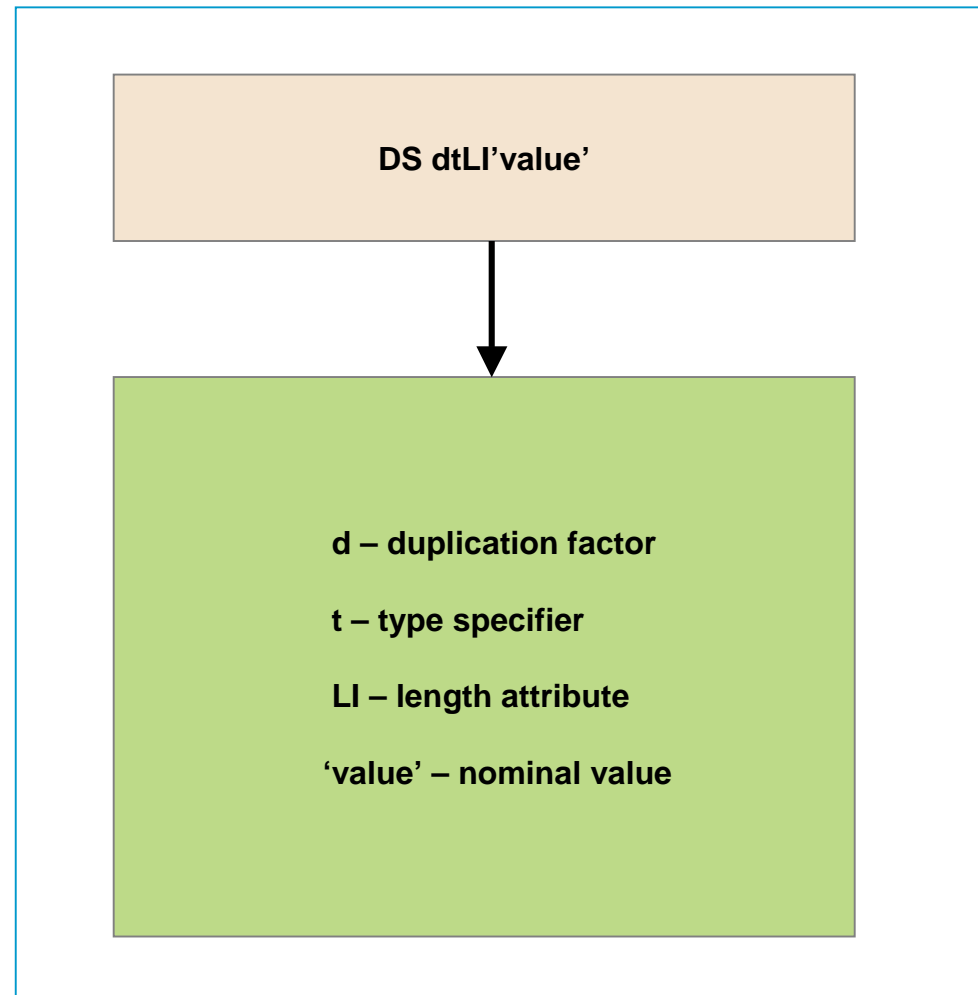 DS dtLI’value’
d – duplication factor
t – type specifier
LI – length attribute
‘value’ – nominal value